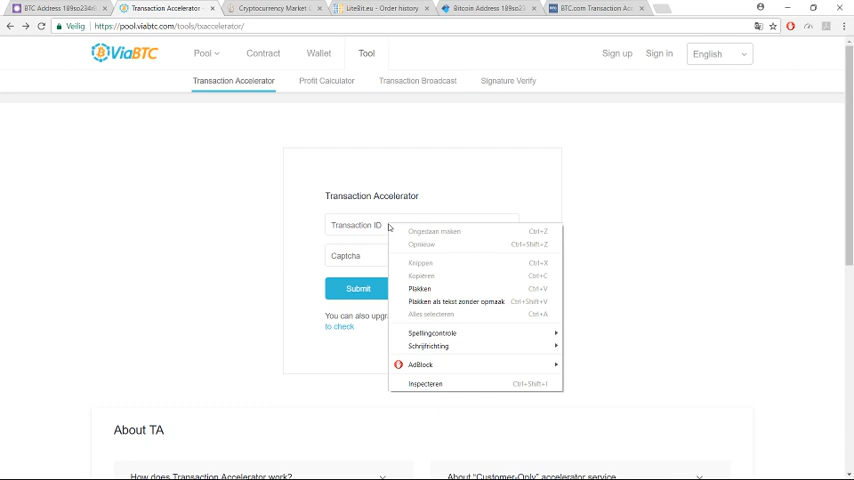 BTC Address 189so234d
Transaction Accelerator -
Cryptocurrency Market
LiteBit.eu - Order history
Bitcoin Address 189so2
BTC.com Transaction Ac
Veilig
https://pool.viabtc.com/tools/txaccelerator/
ViaBTC
Pool
Contract
Wallet
Tool
Sign up
Sign in
English
Transaction Accelerator
Profit Calculator
Transaction Broadcast
Signature Verify
Transaction Accelerator
Transaction ID
Captcha
Submit
You can also upgr
to check
Ongedaan maken Ctrl+Z
Opnieuw Ctrl+Shift+Z
Knippen Ctrl+X
Kopiëren Ctrl+C
Plakken Ctrl+V
Plakken als tekst zonder opmaak Ctrl+Shift+V
Alles selecteren Ctrl+A
Spellingcontrole
Schrijfrichting
AdBlock
Inspecteren Ctrl+Shift+I
About TA
How does Transaction Accelerator work?
About "Customer-Only" accelerator service